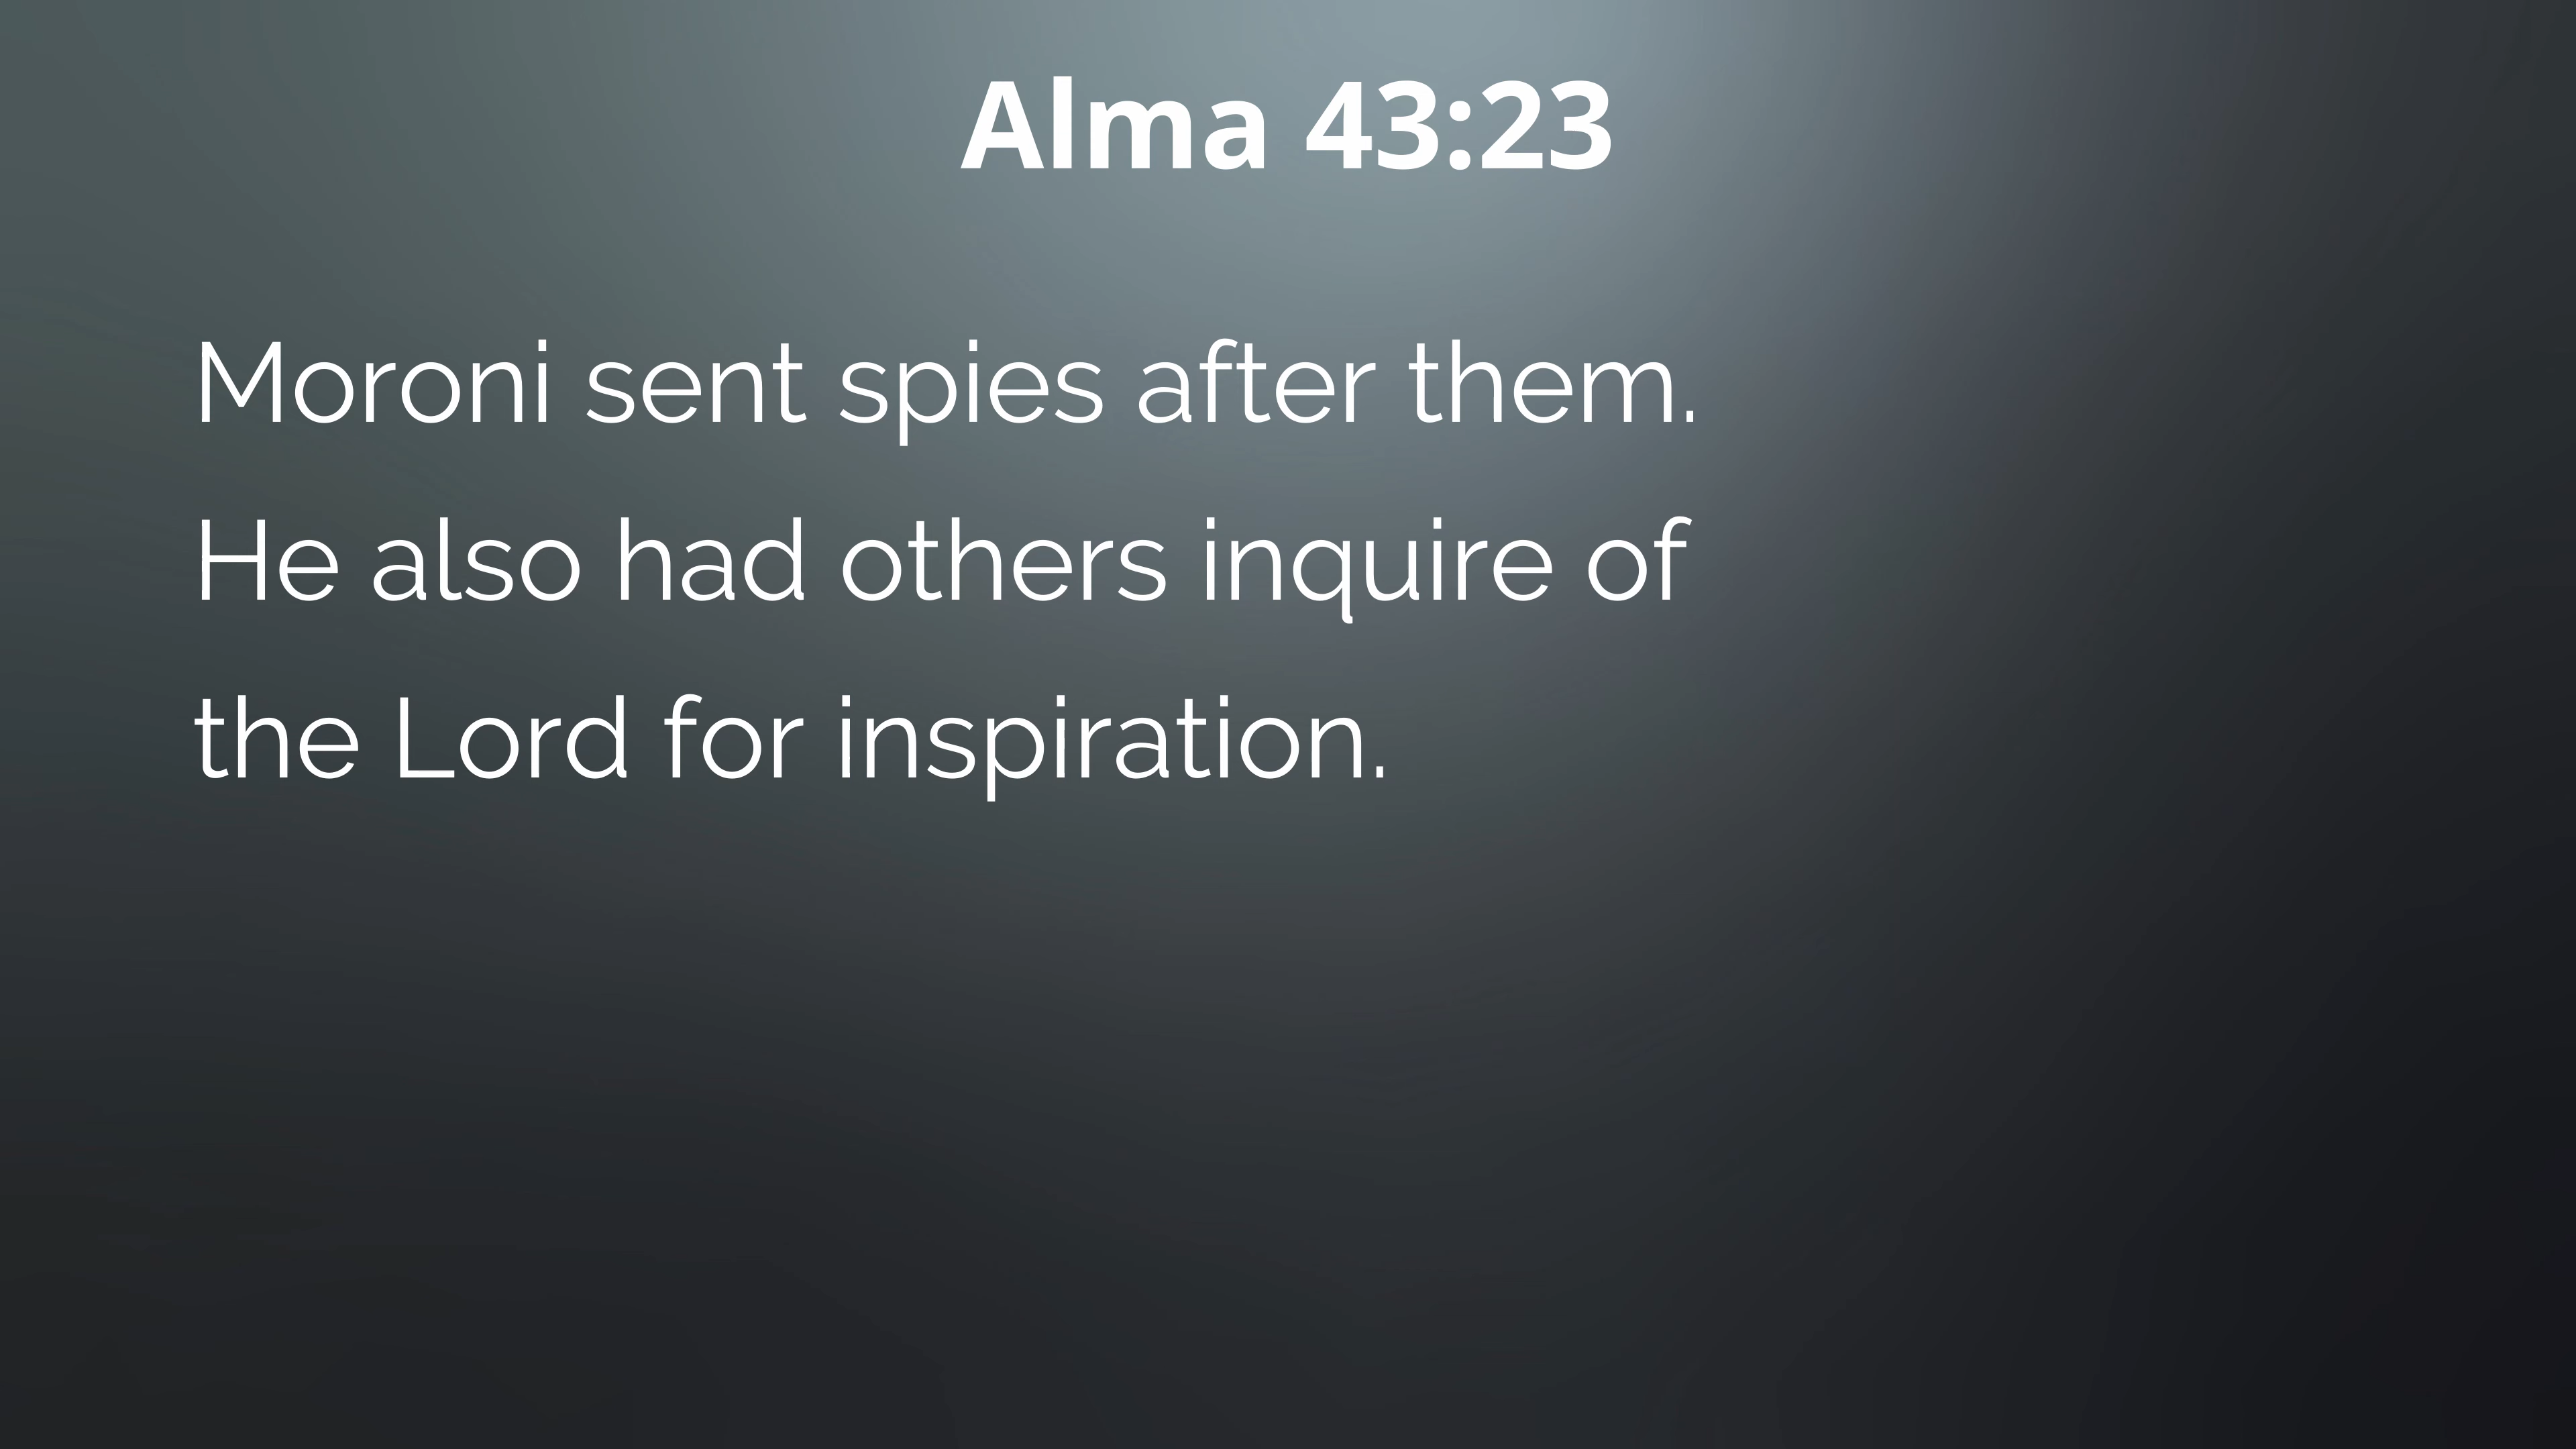 Alma 43:23
Moroni sent spies after them.
He also had others inquire of
the Lord for inspiration.